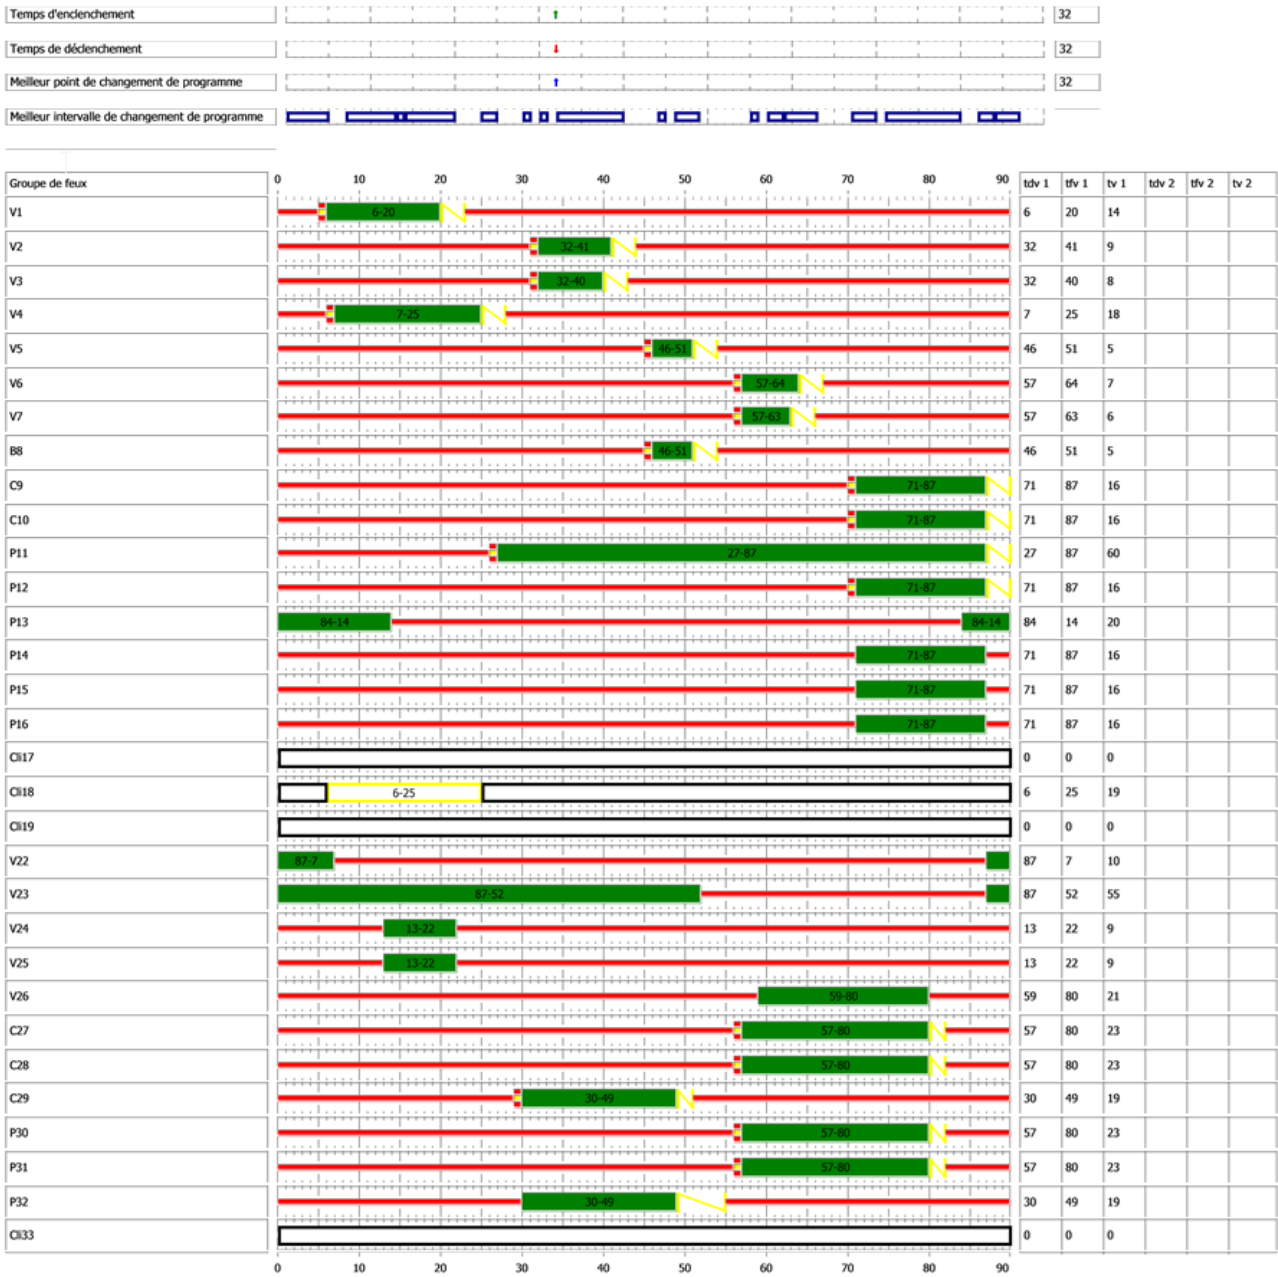 Temps d'enclenchement 32
Temps de déclenchement 32
Meilleur point de changement de programme 32
Meilleur intervalle de changement de programme
Groupe de feux 0 10 20 30 40 50 60 70 80 90 tdv 1 tfv 1 tv 1 tdv 2 tfv 2 tv 2
V1 6-20 6 20 14
V2 32-41 32 41 9
V3 32-40 32 40 8
V4 7-25 7 25 18
V5 46-51 46 51 5
V6 57-64 57 64 7
V7 57-63 57 63 6
B8 46-51 46 51 5
C9 71-87 71 87 16
C10 71-87 71 87 16
P11 27-87 27 87 60
P12 71-87 71 87 16
P13 84-14 84-14 84 14 20
P14 71-87 71 87 16
P15 71-87 71 87 16
P16 71-87 71 87 16
Cli17 0 0 0
Cli18 6-25 6 25 19
Cli19 0 0 0
V22 87-7 87 7 10
V23 87-52 87 52 55
V24 13-22 13 22 9
V25 13-22 13 22 9
V26 59-80 59 80 21
C27 57-80 57 80 23
C28 57-80 57 80 23
C29 30-49 30 49 19
P30 57-80 57 80 23
P31 57-80 57 80 23
P32 30-49 30 49 19
Cli33 0 0 0
0 10 20 30 40 50 60 70 80 90